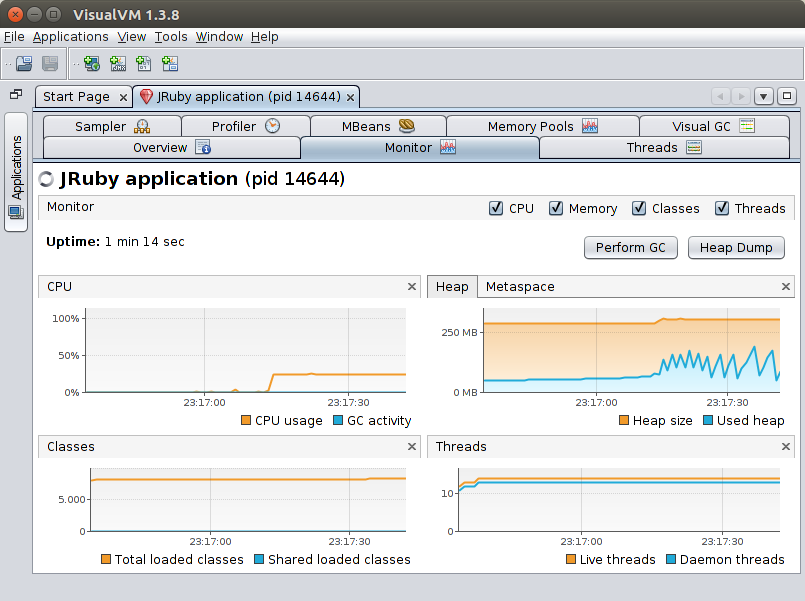 VisualVM 1.3.8
File Applications View Tools Window Help
Start Page JRuby application (pid 14644)
Applications
Sampler Profiler MBeans Memory Pools Visual GC
Overview Monitor Threads
JRuby application (pid 14644)
Monitor CPU Memory Classes Threads
Uptime: 1 min 14 sec Perform GC Heap Dump
CPU
100%
50%
0%
23:17:00 23:17:30
CPU usage GC activity
Heap Metaspace
250 MB
0 MB
23:17:00 23:17:30
Heap size Used heap
Classes
5.000
0
23:17:00 23:17:30
Total loaded classes Shared loaded classes
Threads
10
0
23:17:00 23:17:30
Live threads Daemon threads